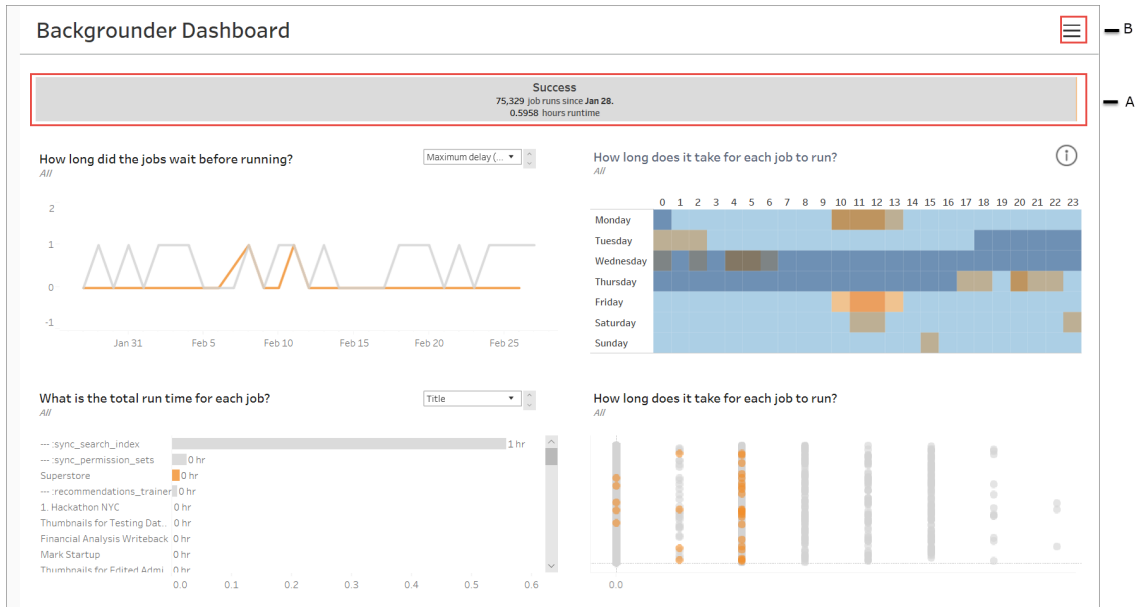 Backgrounder Dashboard
B
Success
75,329 job runs since Jan 28.
0.5958 hours runtime
A
How long did the jobs wait before running?
All
Maximum delay (...
2
1
0
-1
Jan 31 Feb 5 Feb 10 Feb 15 Feb 20 Feb 25
How long does it take for each job to run?
All
0 1 2 3 4 5 6 7 8 9 10 11 12 13 14 15 16 17 18 19 20 21 22 23
Monday
Tuesday
Wednesday
Thursday
Friday
Saturday
Sunday
What is the total run time for each job?
All
Title
--- :sync_search_index 1 hr
--- :sync_permission_sets 0 hr
Superstore 0 hr
--- :recommendations_trainer 0 hr
1. Hackathon NYC 0 hr
Thumbnails for Testing Dat.. 0 hr
Financial Analysis Writeback 0 hr
Mark Startup 0 hr
Thumbnails for Edited Admi.. 0 hr
0.0 0.1 0.2 0.3 0.4 0.5 0.6
How long does it take for each job to run?
All
0.0